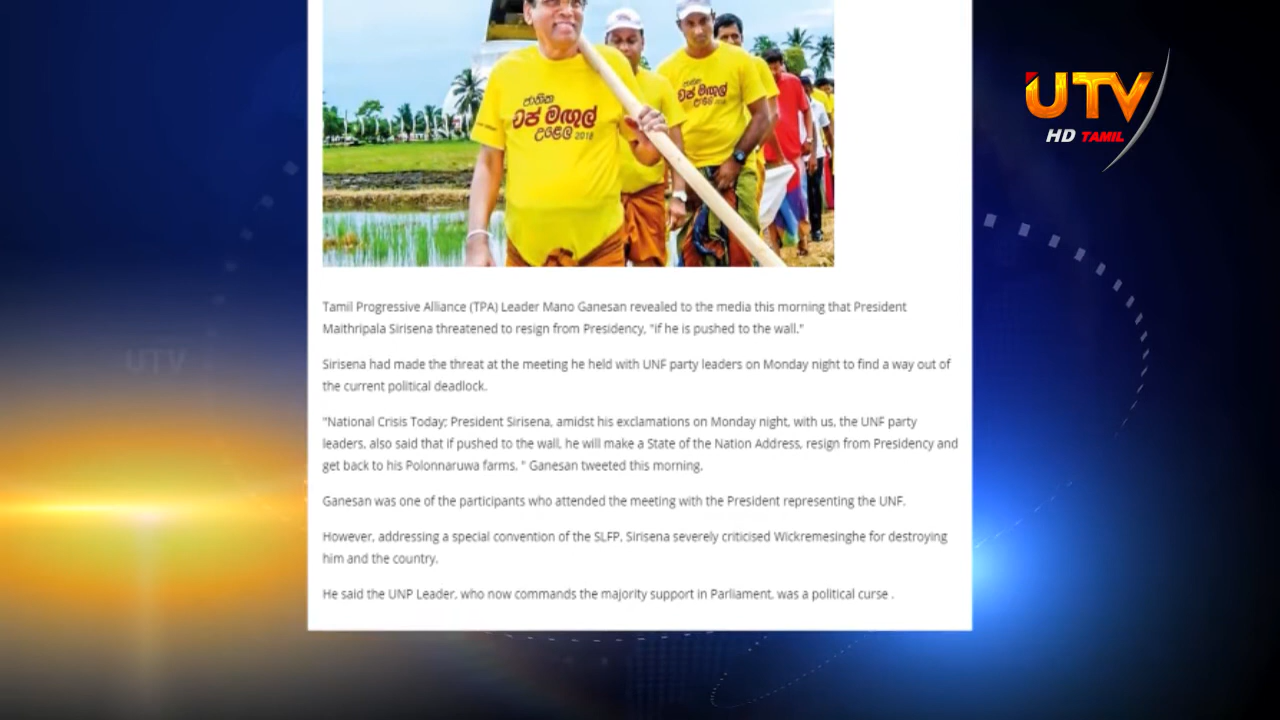 UTV
HD TAMIL
ජාතික
වප් මඟුල්
උළෙල 2018
වප් මඟුල්
උළෙල 2018
Tamil Progressive Alliance (TPA) Leader Mano Ganesan revealed to the media this morning that President
Maithripala Sirisena threatened to resign from Presidency, "if he is pushed to the wall."
Sirisena had made the threat at the meeting he held with UNF party leaders on Monday night to find a way out of
the current political deadlock.
"National Crisis Today; President Sirisena, amidst his exclamations on Monday night, with us, the UNF party
leaders, also said that if pushed to the wall, he will make a State of the Nation Address, resign from Presidency and
get back to his Polonnaruwa farms. " Ganesan tweeted this morning.
Ganesan was one of the participants who attended the meeting with the President representing the UNF.
However, addressing a special convention of the SLFP, Sirisena severely criticised Wickremesinghe for destroying
him and the country.
He said the UNP Leader, who now commands the majority support in Parliament, was a political curse .
UTV